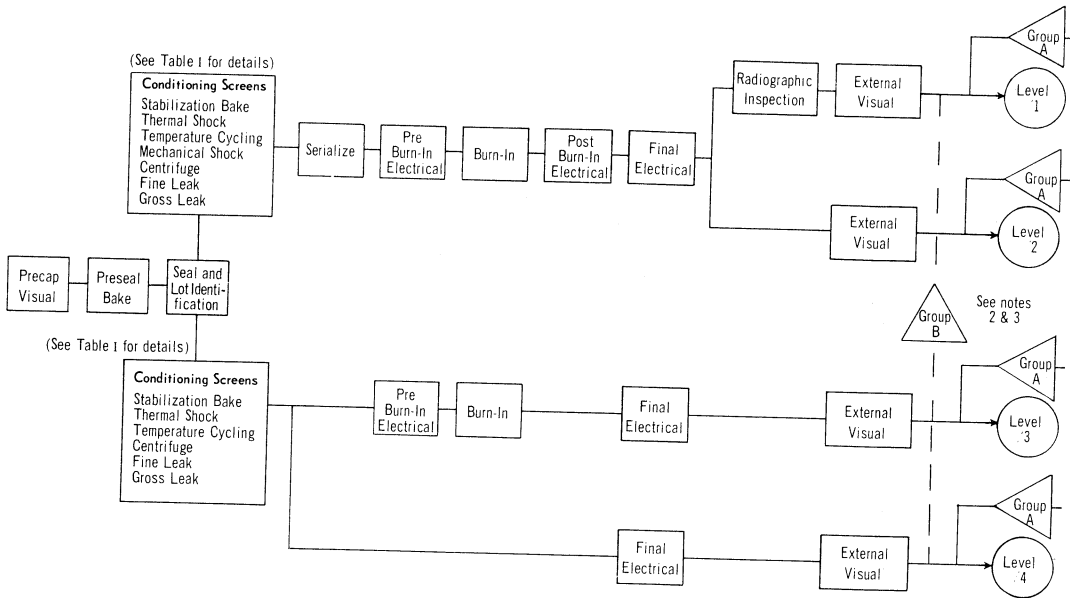 (See Table I for details)
Conditioning Screens
Stabilization Bake
Thermal Shock
Temperature Cycling
Mechanical Shock
Centrifuge
Fine Leak
Gross Leak
Serialize
Pre
Burn-In
Electrical
Burn-In
Post
Burn-In
Electrical
Final
Electrical
Radiographic
Inspection
External
Visual
Group
A
Level
1
External
Visual
Group
A
Level
2
Precap
Visual
Preseal
Bake
Seal and
Lot Identi-
fication
Group
B
See notes
2 & 3
(See Table I for details)
Conditioning Screens
Stabilization Bake
Thermal Shock
Temperature Cycling
Centrifuge
Fine Leak
Gross Leak
Pre
Burn-In
Electrical
Burn-In
Final
Electrical
External
Visual
Group
A
Level
3
Final
Electrical
External
Visual
Group
A
Level
4